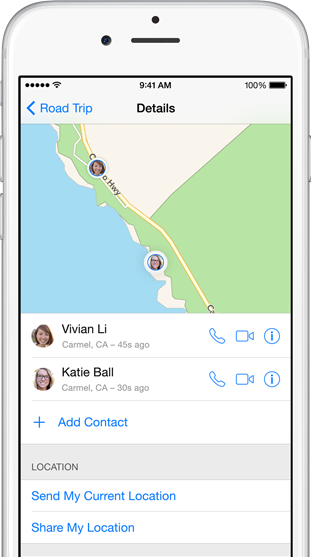 9:41 AM
100%
Road Trip
Details
Vivian Li
Carmel, CA – 45s ago
Katie Ball
Carmel, CA – 30s ago
Add Contact
LOCATION
Send My Current Location
Share My Location